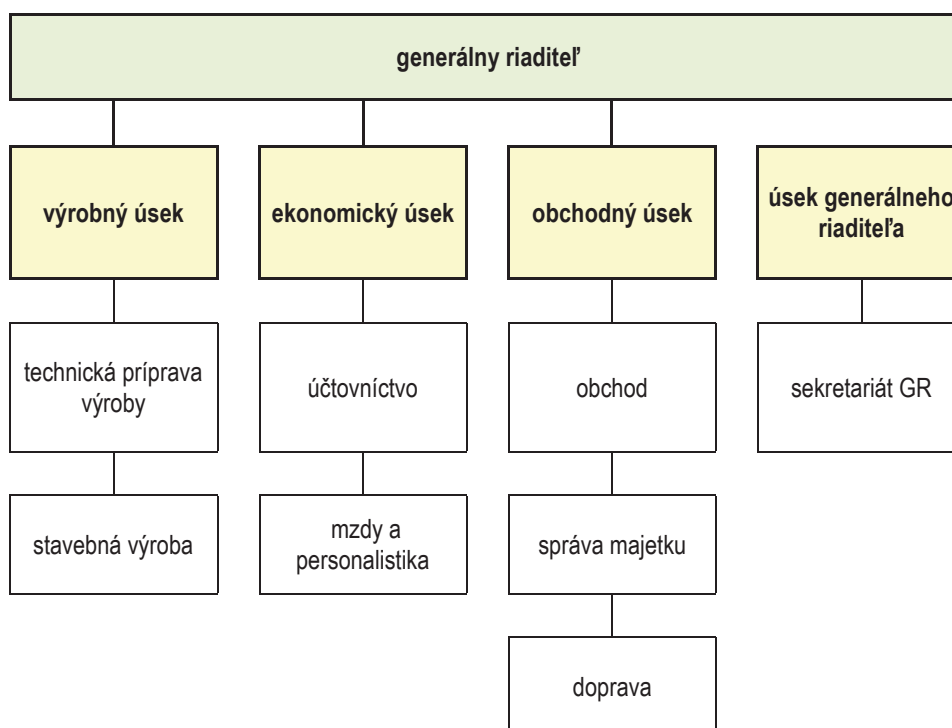 generálny riaditeľ
výrobný úsek
ekonomický úsek
obchodný úsek
úsek generálneho
riaditeľa
technická príprava
výroby
účtovníctvo
obchod
sekretariát GR
stavebná výroba
mzdy a
personalistika
správa majetku
doprava